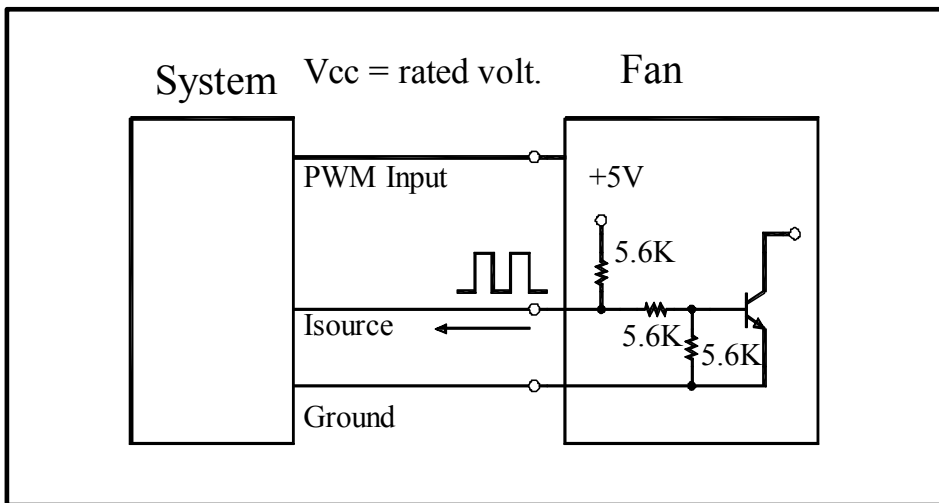 System
Vcc = rated volt.
Fan
PWM Input
+5V
5.6K
Isource
5.6K
5.6K
Ground